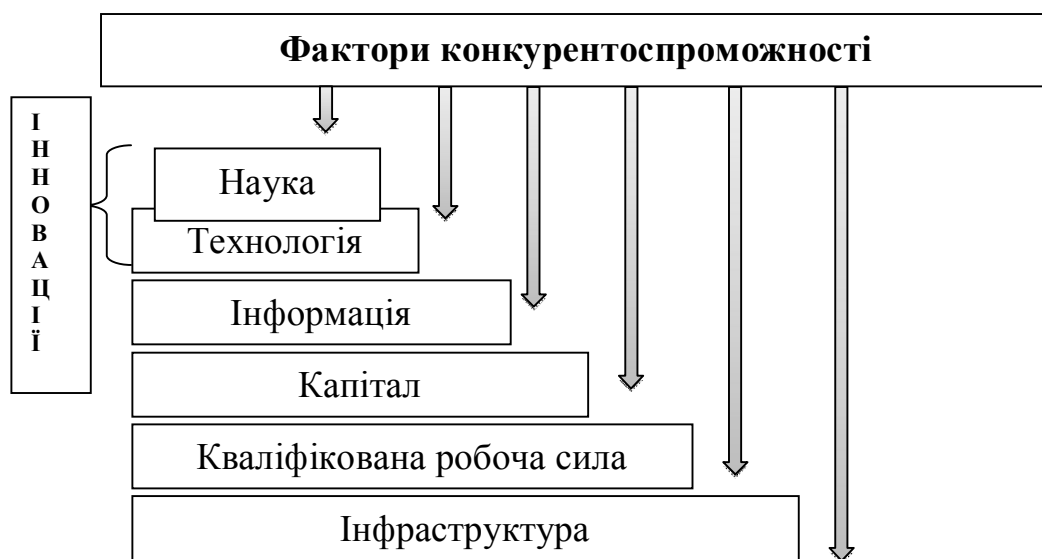 Фактори конкурентоспроможності
І
Н
Н
О
В
А
Ц
І
Ї
Наука
Технологія
Інформація
Капітал
Кваліфікована робоча сила
Інфраструктура